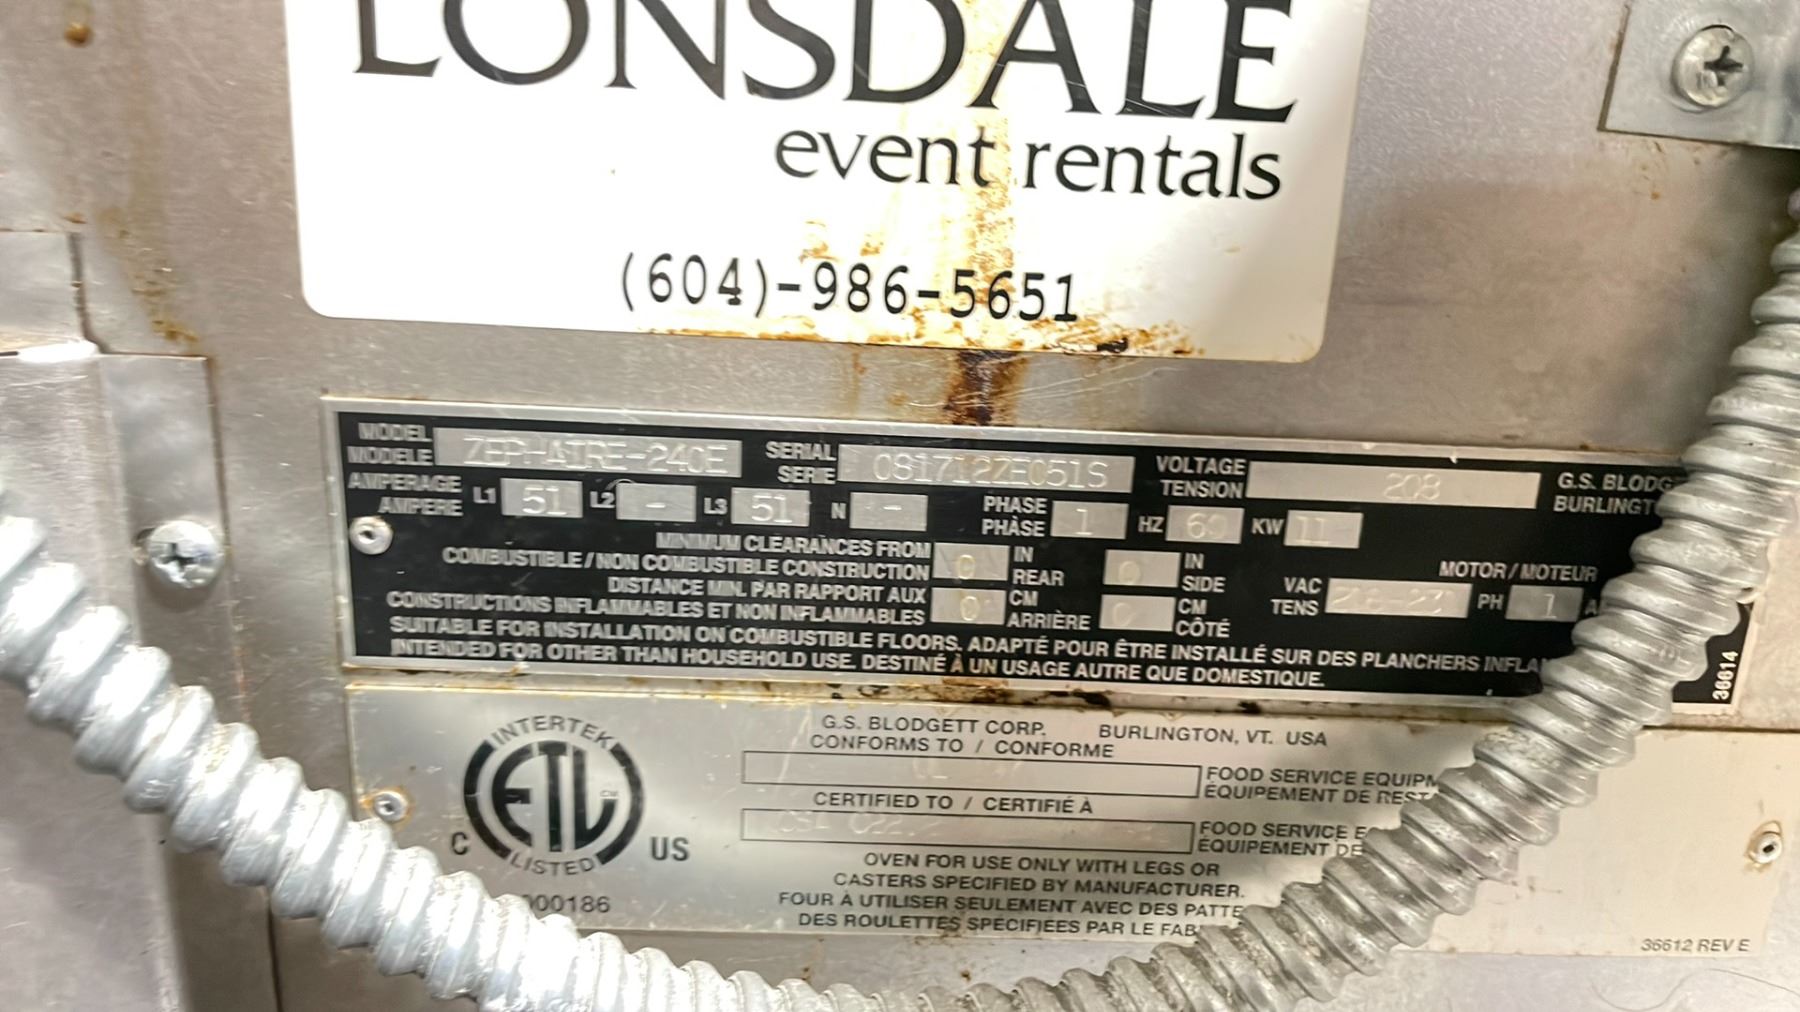 LONSDALE
event rentals
(604)-986-5651
MODEL
MODELE
ZEPHAIRE-240E
SERIAL
SERIE
081712ZE051S
VOLTAGE
TENSION
208
G.S. BLODG
BURLINGT
AMPERAGE
AMPERE
L1 51 L2 - L3 51 N -
PHASE
PHÀSE
1
HZ 60 KW 11
MINIMUM CLEARANCES FROM
COMBUSTIBLE / NON COMBUSTIBLE CONSTRUCTION
DISTANCE MIN. PAR RAPPORT AUX
CONSTRUCTIONS INFLAMMABLES ET NON INFLAMMABLES
0 IN
REAR
0 CM
ARRIÈRE
0 IN
SIDE
0 CM
CÔTÉ
MOTOR / MOTEUR
VAC
TENS
PH 1
SUITABLE FOR INSTALLATION ON COMBUSTIBLE FLOORS. ADAPTÉ POUR ÊTRE INSTALLÉ SUR DES PLANCHERS INFLA
INTENDED FOR OTHER THAN HOUSEHOLD USE. DESTINÉ À UN USAGE AUTRE QUE DOMESTIQUE.
36614
INTERTEK
ETL
CM
LISTED
C US
000186
G.S. BLODGETT CORP. BURLINGTON, VT. USA
CONFORMS TO / CONFORME
FOOD SERVICE EQUIPM
ÉQUIPEMENT DE REST
CERTIFIED TO / CERTIFIÉ À
FOOD SERVICE E
ÉQUIPEMENT DE
OVEN FOR USE ONLY WITH LEGS OR
CASTERS SPECIFIED BY MANUFACTURER.
FOUR À UTILISER SEULEMENT AVEC DES PATTE
DES ROULETTES SPÉCIFIÉES PAR LE FAB
36612 REV E